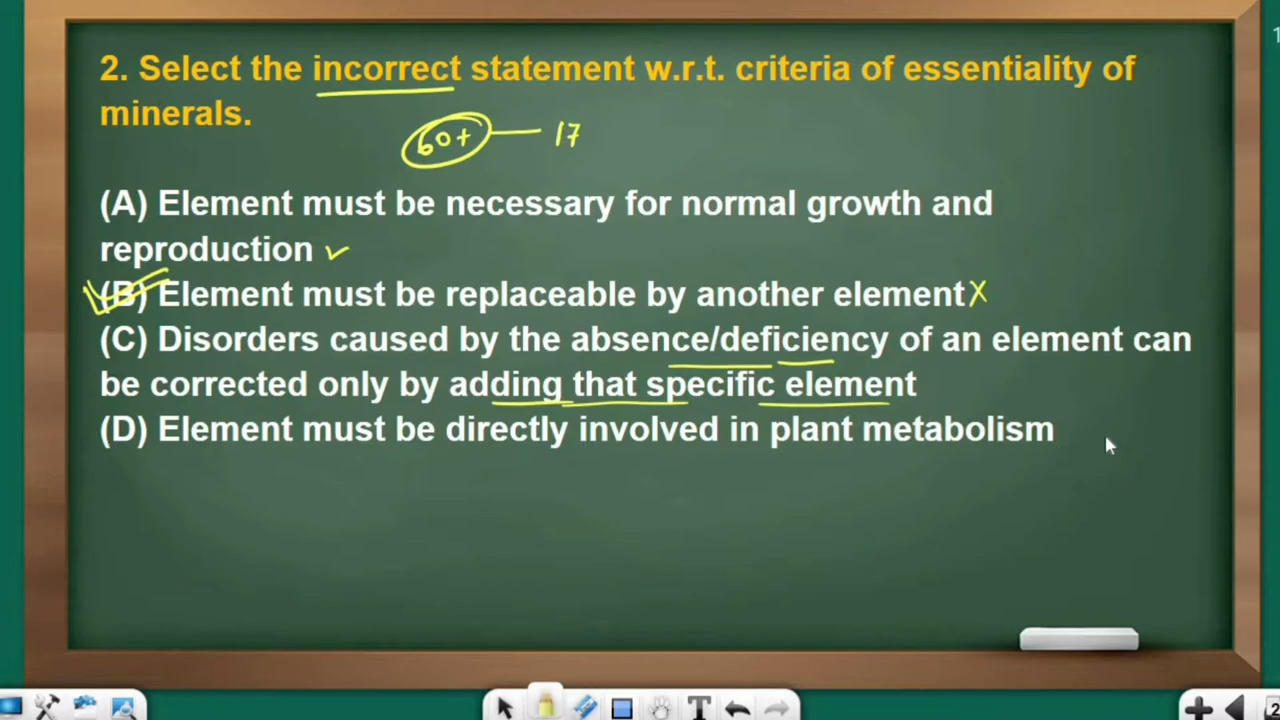 2. Select the incorrect statement w.r.t. criteria of essentiality of
minerals.
60+ — 17
(A) Element must be necessary for normal growth and
reproduction ✓
(B) Element must be replaceable by another element X
(C) Disorders caused by the absence/deficiency of an element can
be corrected only by adding that specific element
(D) Element must be directly involved in plant metabolism